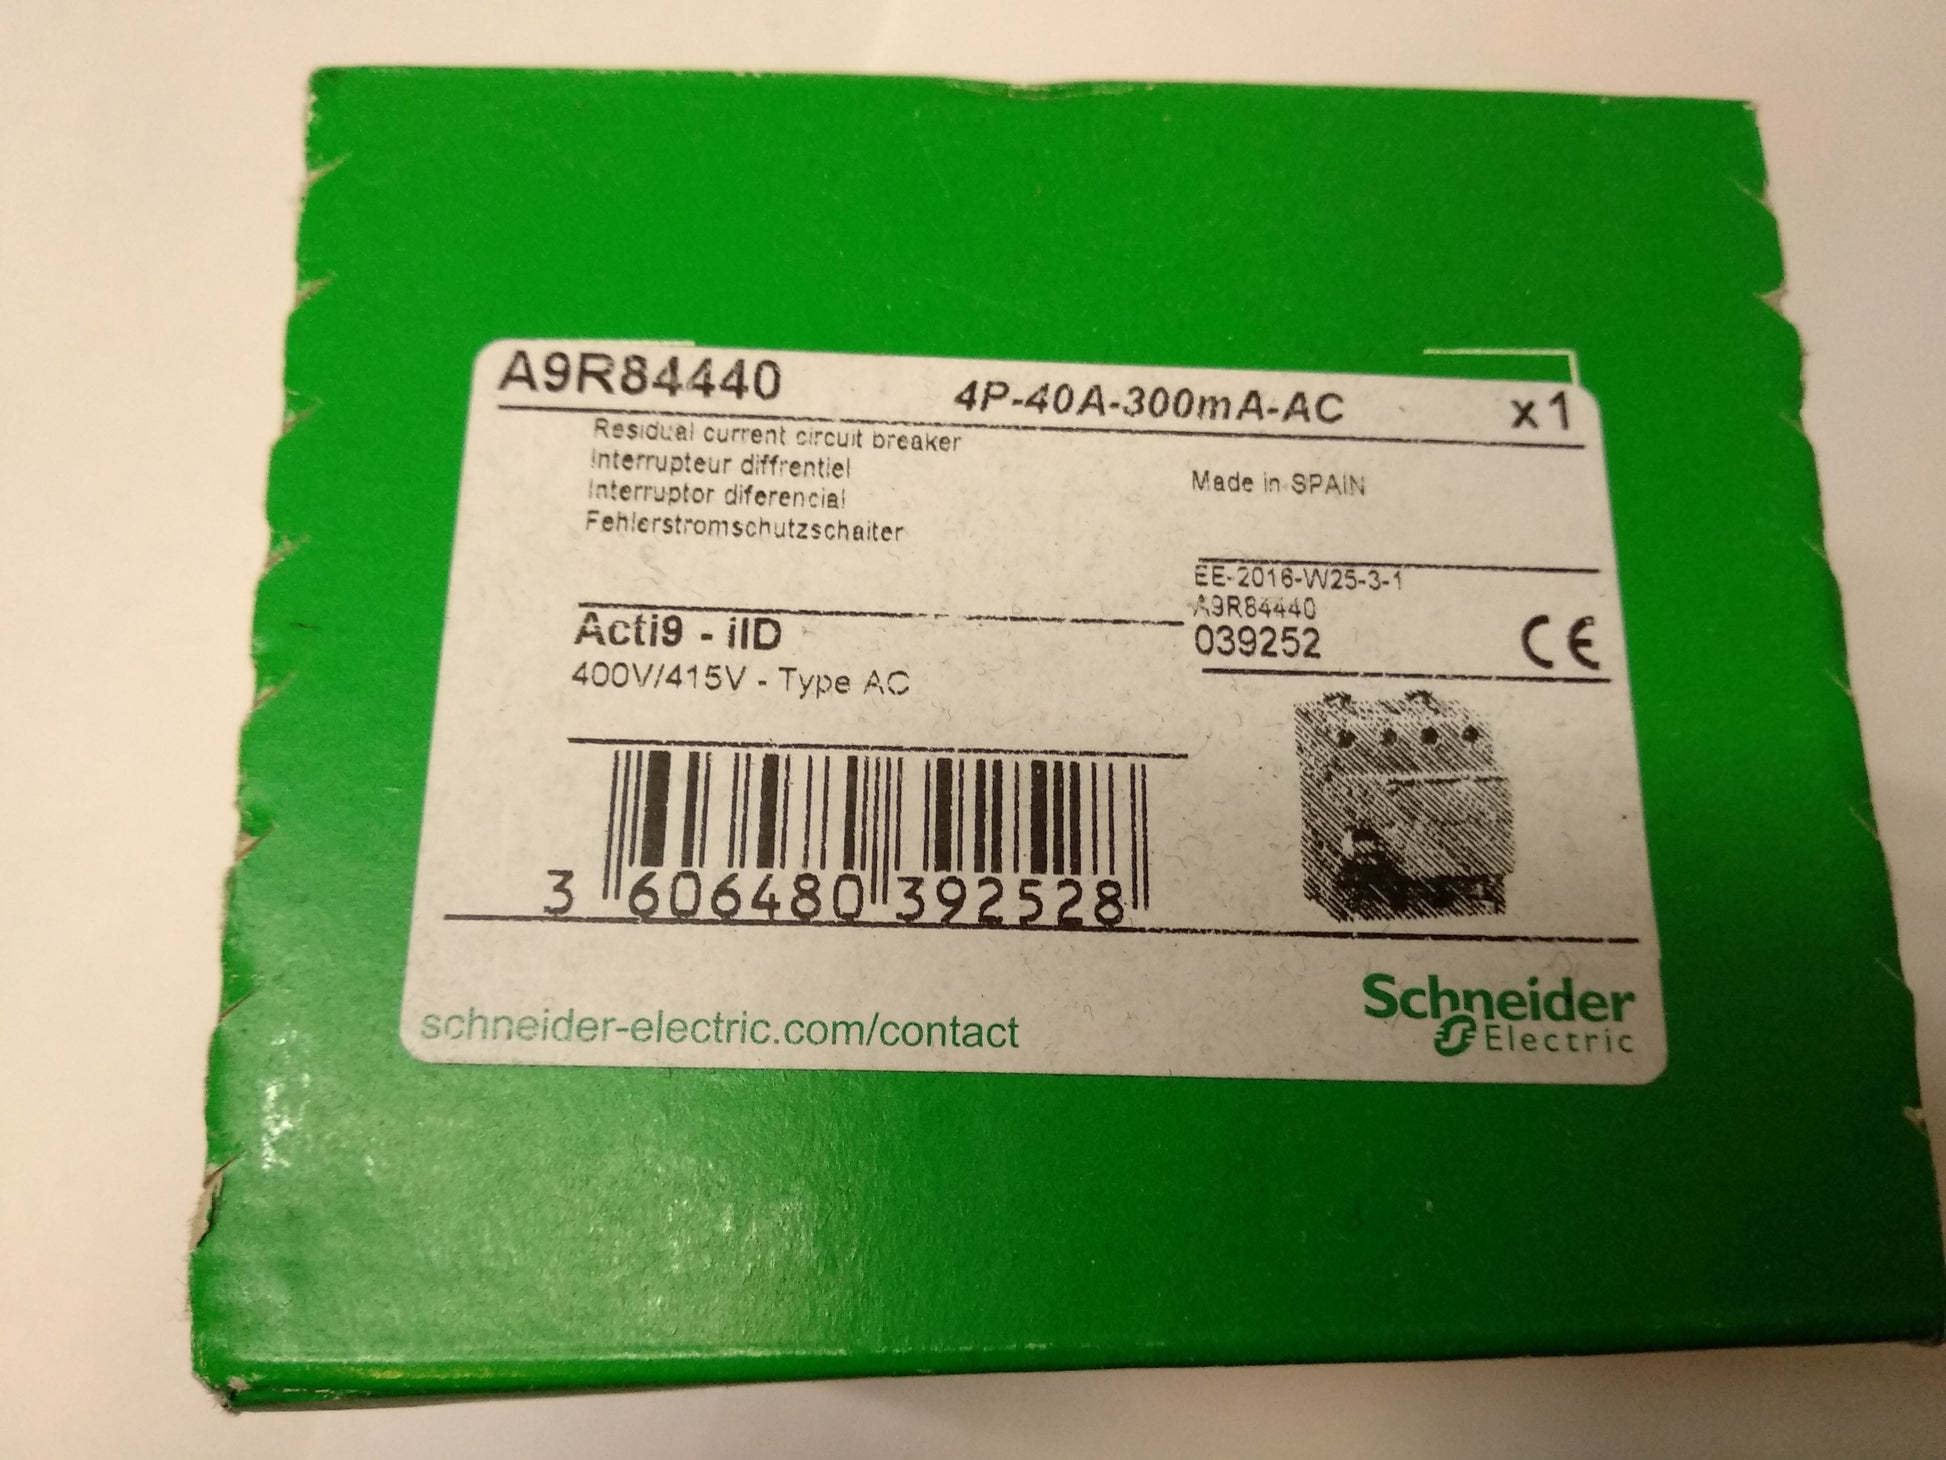 A9R84440 4P-40A-300mA-AC x1
Residual current circuit breaker
Interrupteur diffrentiel
Interruptor diferencial
Fehlerstromschutzschalter
Made in SPAIN
EE-2016-W25-3-1
A9R84440
039252
CE
Acti9 - iID
400V/415V - Type AC
3 606480 392528
schneider-electric.com/contact
Schneider
Electric